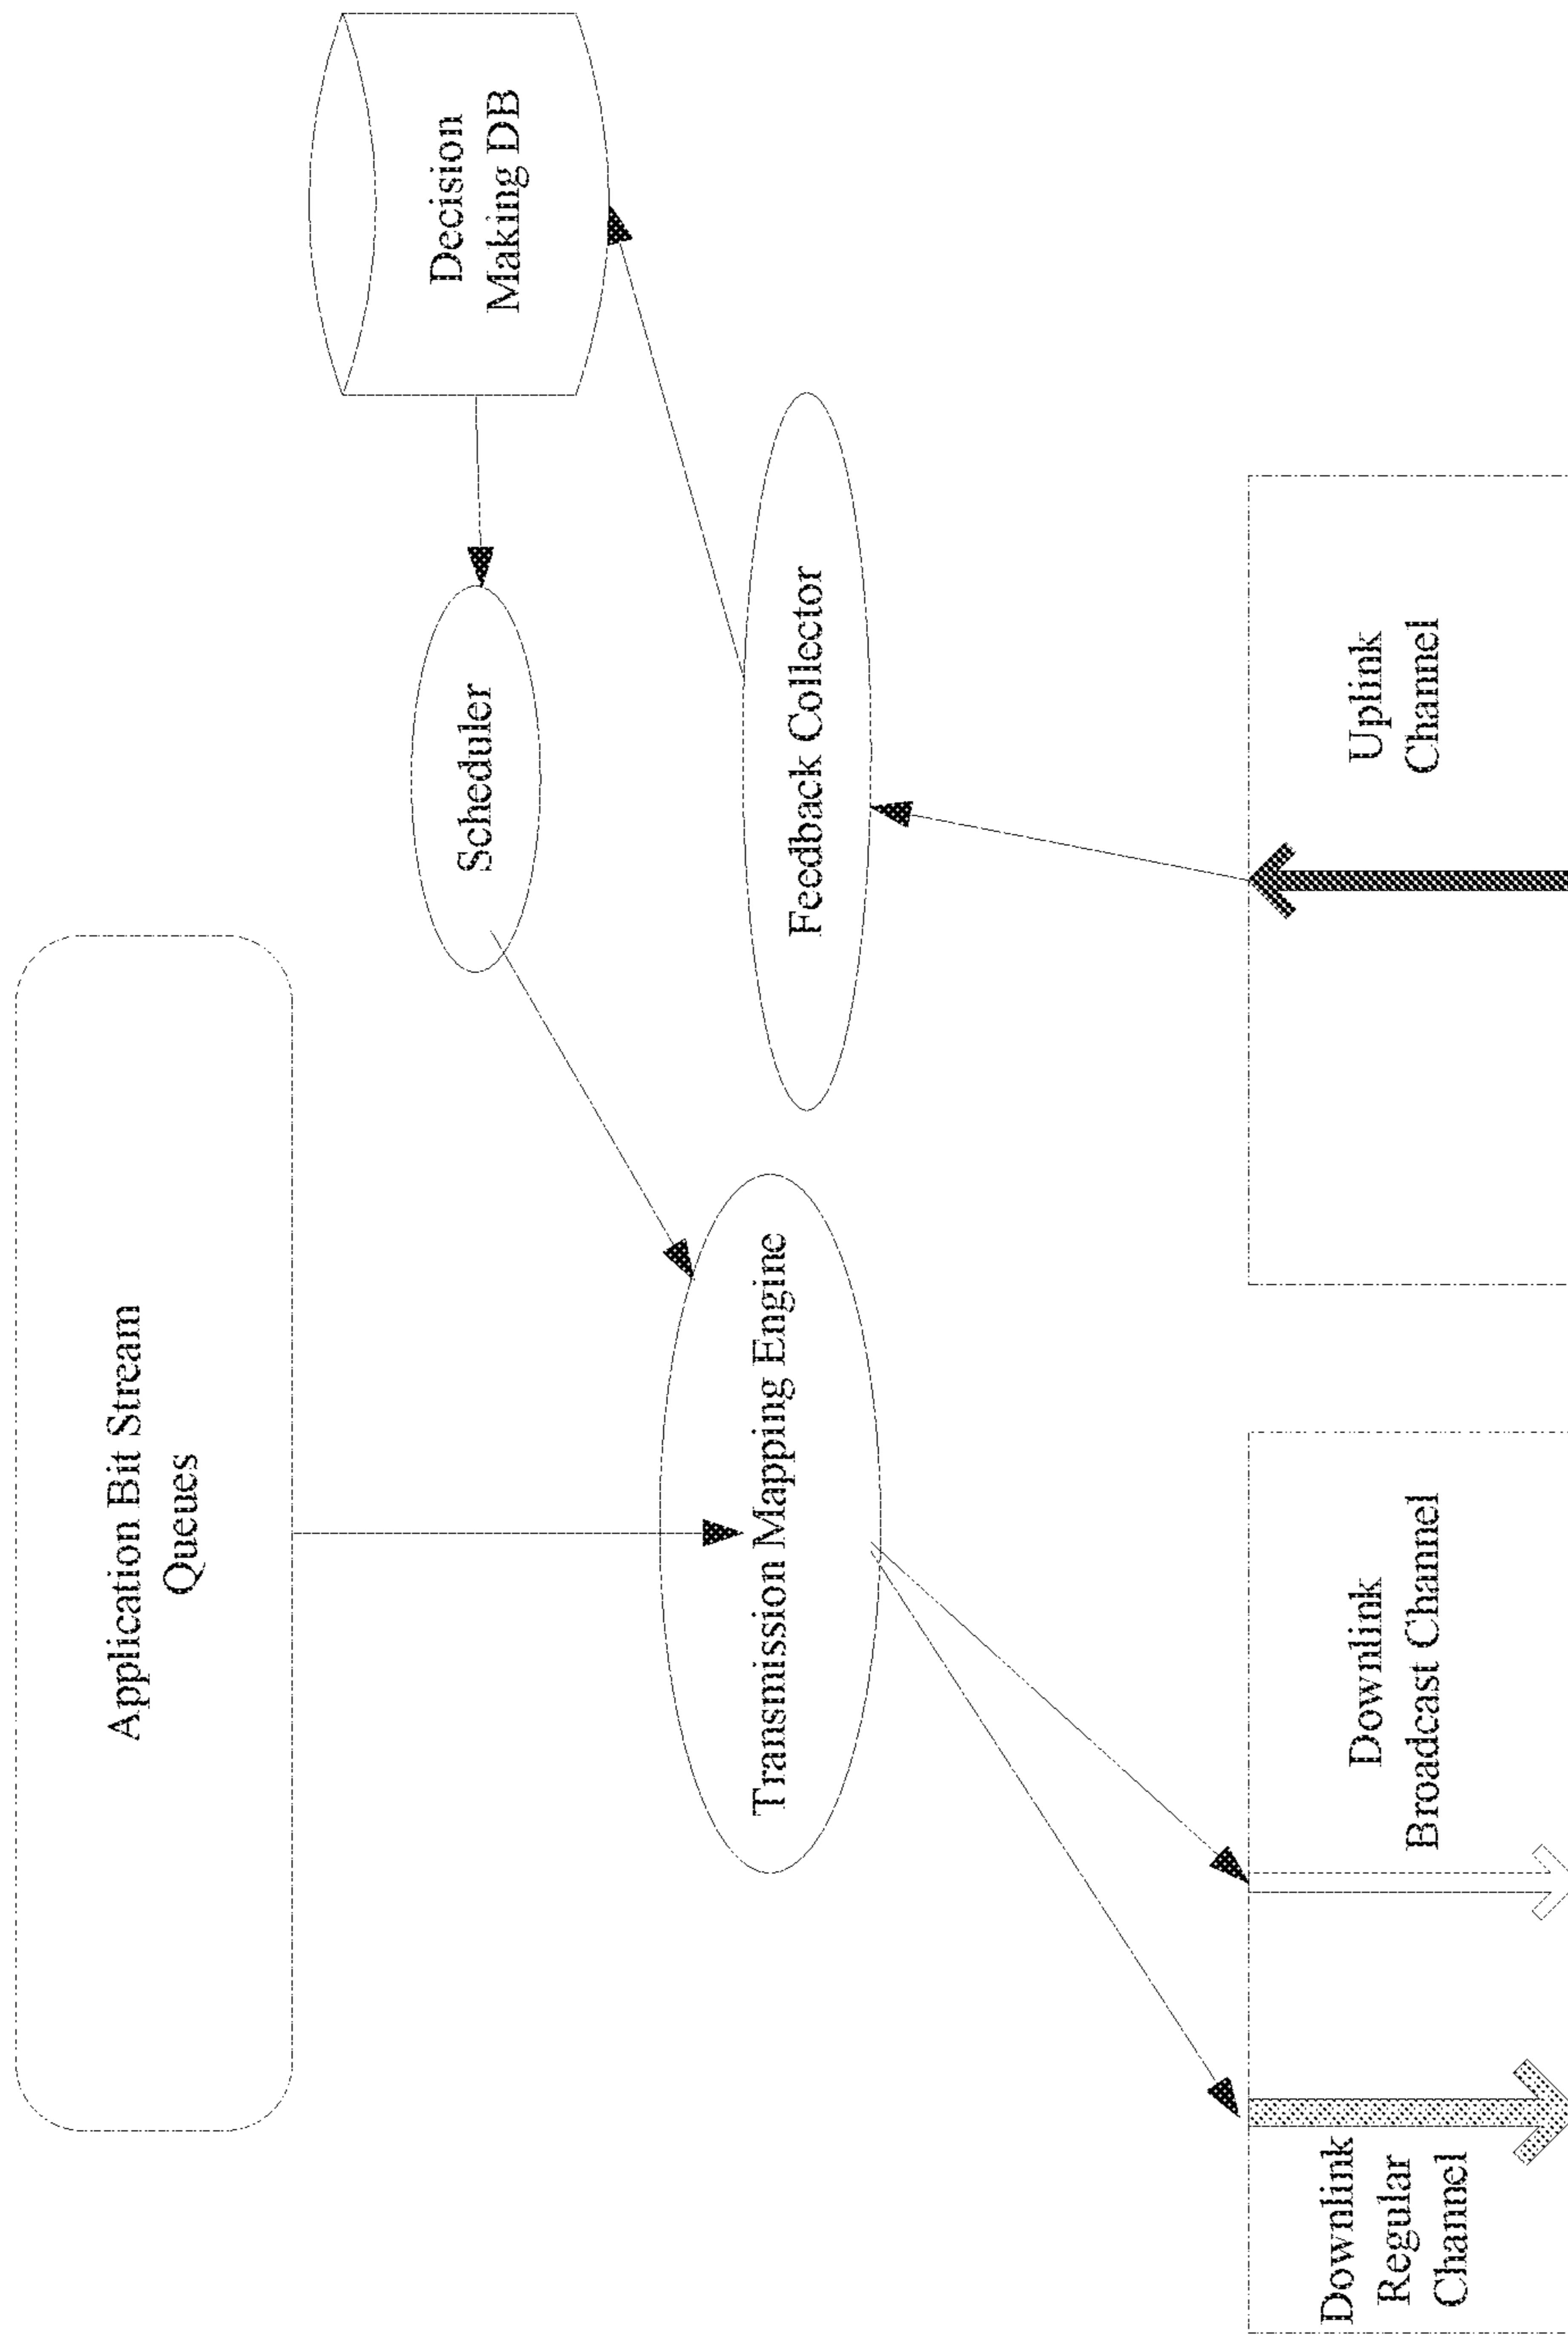 Application Bit Stream
Queues
Decision
Making DB
Scheduler
Transmission Mapping Engine
Feedback Collector
Downlink
Regular
Channel
Downlink
Broadcast Channel
Uplink
Channel